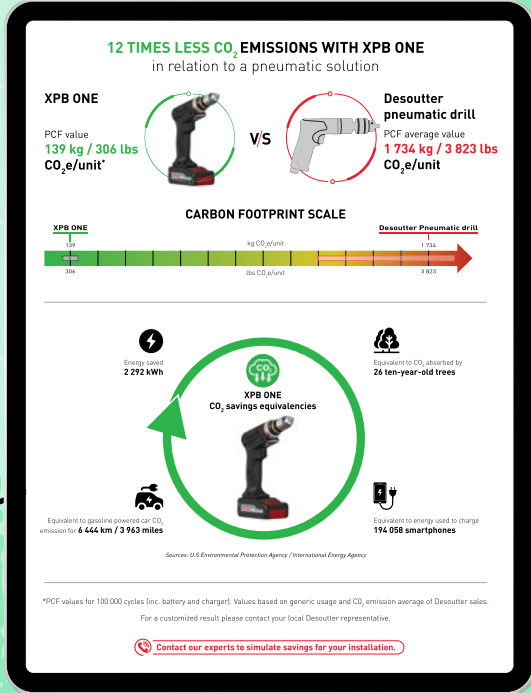 12 TIMES LESS CO2 EMISSIONS WITH XPB ONE
in relation to a pneumatic solution
XPB ONE
PCF value
139 kg / 306 lbs
CO2e/unit*
V/S
Desoutter
pneumatic drill
PCF average value
1 734 kg / 3 823 lbs
CO2e/unit
CARBON FOOTPRINT SCALE
XPB ONE
Desoutter Pneumatic drill
139
kg CO2e/unit
1 734
306
lbs CO2e/unit
3 823
Energy saved
2 292 kWh
Equivalent to CO2 absorbed by
26 ten-year-old trees
CO2
XPB ONE
CO2 savings equivalencies
Equivalent to gasoline powered car CO2
emission for 6 444 km / 3 963 miles
Equivalent to energy used to charge
194 058 smartphones
Sources: U.S Environmental Protection Agency / International Energy Agency
*PCF values for 100 000 cycles (inc. battery and charger). Values based on generic usage and CO2 emission average of Desoutter sales.
For a customized result please contact your local Desoutter representative.
Contact our experts to simulate savings for your installation.